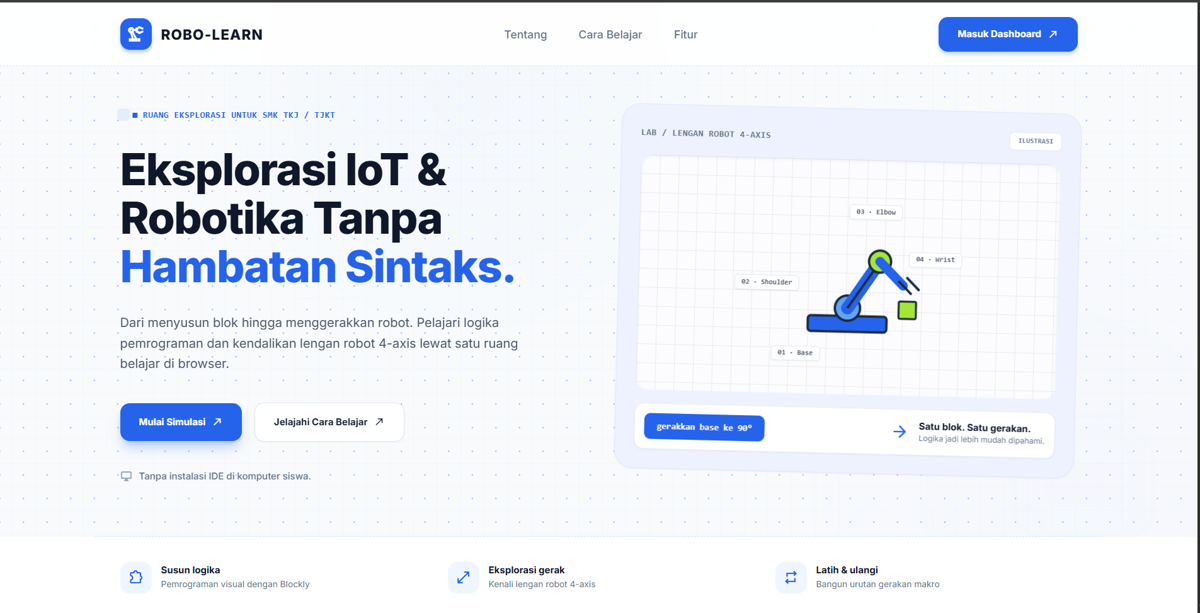 ROBO-LEARN
Tentang
Cara Belajar
Fitur
Masuk Dashboard
RUANG EKSPLORASI UNTUK SMK TKJ / TJKT
Eksplorasi IoT &
Robotika Tanpa
Hambatan Sintaks.
Dari menyusun blok hingga menggerakkan robot. Pelajari logika
pemrograman dan kendalikan lengan robot 4-axis lewat satu ruang
belajar di browser.
Mulai Simulasi
Jelajahi Cara Belajar
Tanpa instalasi IDE di komputer siswa.
LAB / LENGAN ROBOT 4-AXIS
ILUSTRASI
03 · Elbow
04 · Wrist
02 · Shoulder
01 · Base
gerakkan base ke 90°
Satu blok. Satu gerakan.
Logika jadi lebih mudah dipahami.
Susun logika
Pemrograman visual dengan Blockly
Eksplorasi gerak
Kenali lengan robot 4-axis
Latih & ulangi
Bangun urutan gerakan makro